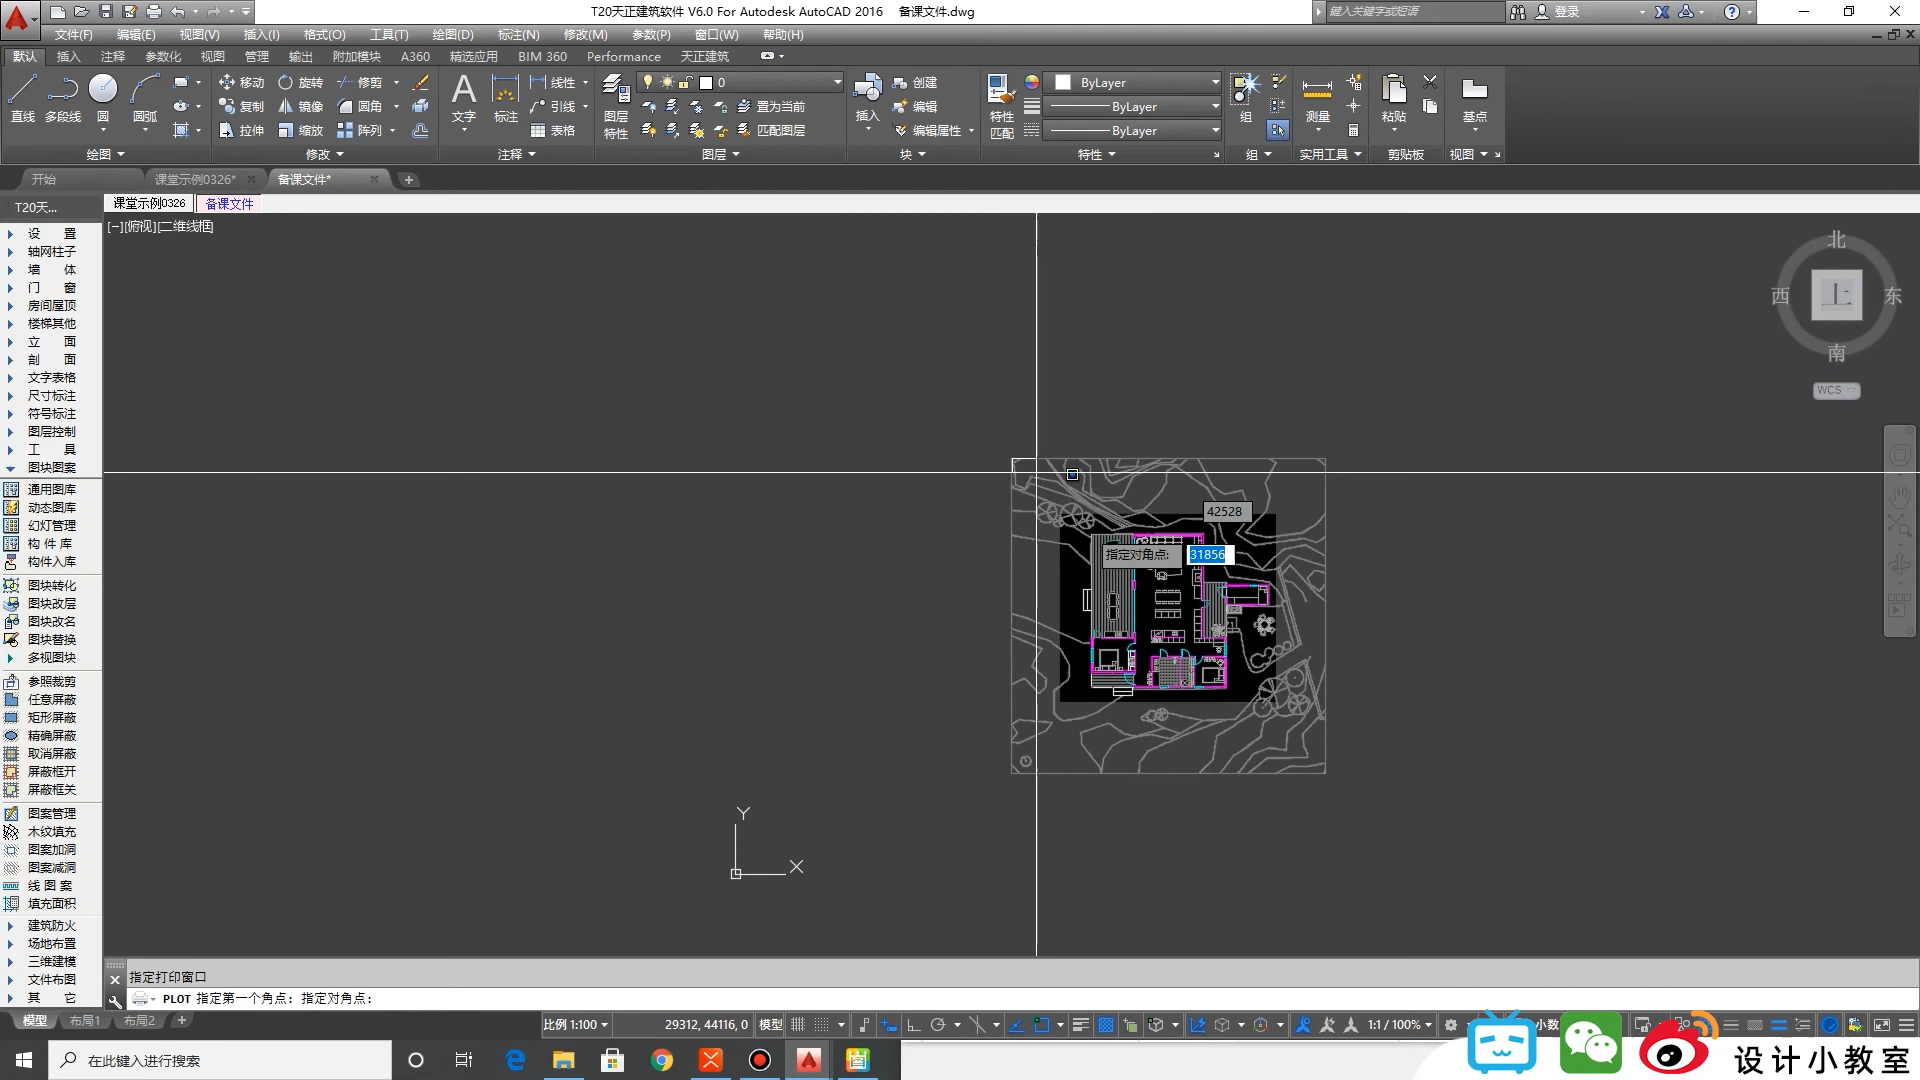 T20天正建筑软件 V6.0 For Autodesk AutoCAD 2016 备课文件.dwg
键入关键字或短语
登录
文件(F) 编辑(E) 视图(V) 插入(I) 格式(O) 工具(T) 绘图(D) 标注(N) 修改(M) 参数(P) 窗口(W) 帮助(H)
默认 插入 注释 参数化 视图 管理 输出 附加模块 A360 精选应用 BIM 360 Performance 天正建筑
移动 旋转 修剪 线性 0 创建 ByLayer
复制 镜像 圆角 引线 置为当前 编辑 ByLayer
直线 多段线 圆 圆弧 文字 标注 图层 插入 组 测量 粘贴 基点
拉伸 缩放 阵列 表格 特性 匹配图层 编辑属性 特性 匹配 ByLayer
绘图 修改 注释 图层 块 特性 组 实用工具 剪贴板 视图
开始 课堂示例0326* 备课文件*
T20天... 课堂示例0326 备课文件
[−][俯视][二维线框]
北
西 上 东
南
WCS
设 置
轴网柱子
墙 体
门 窗
房间屋顶
楼梯其他
立 面
剖 面
文字表格
尺寸标注
符号标注
图层控制
工 具
图块图案
通用图库
动态图库
幻灯管理
构 件 库
构件入库
图块转化
图块改层
图块改名
图块替换
多视图块
参照裁剪
任意屏蔽
矩形屏蔽
精确屏蔽
取消屏蔽
屏蔽框开
屏蔽框关
图案管理
木纹填充
图案加洞
图案减洞
线 图 案
填充面积
建筑防火
场地布置
三维建模
文件布图
其 它
42528
指定对角点: 31856
Y
X
指定打印窗口
PLOT 指定第一个角点: 指定对角点:
模型 布局1 布局2
比例 1:100 29312, 44116, 0 模型 1:1 / 100% 小数
在此键入进行搜索
设计小教室